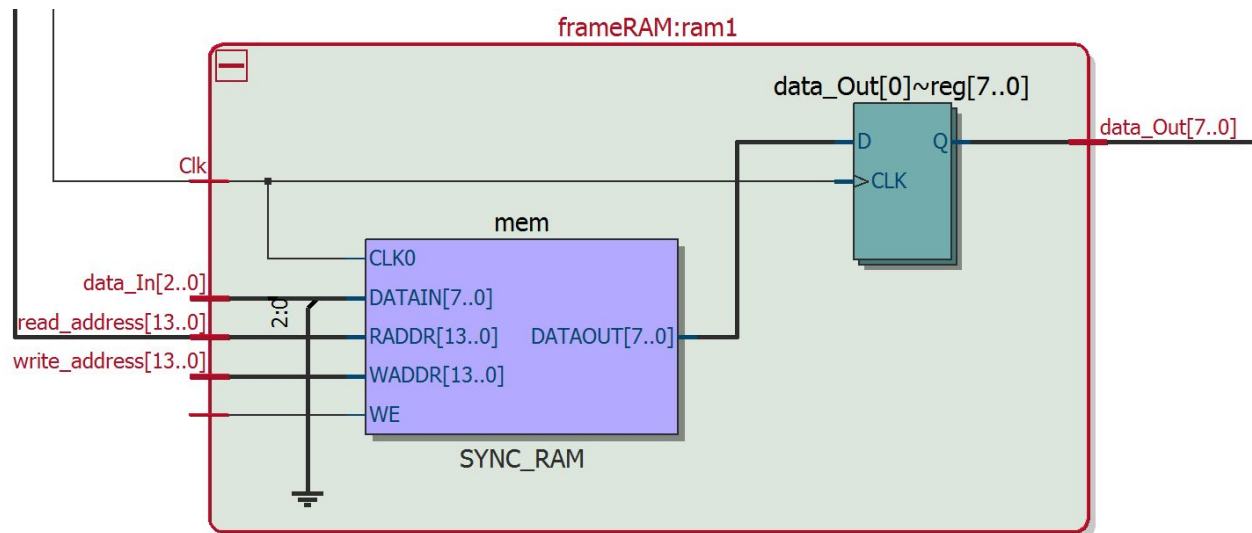 frameRAM:ram1
data_Out[0]~reg[7..0]
D
Q
CLK
data_Out[7..0]
Clk
mem
CLK0
data_In[2..0]
2:0
DATAIN[7..0]
read_address[13..0]
RADDR[13..0]
DATAOUT[7..0]
write_address[13..0]
WADDR[13..0]
WE
SYNC_RAM